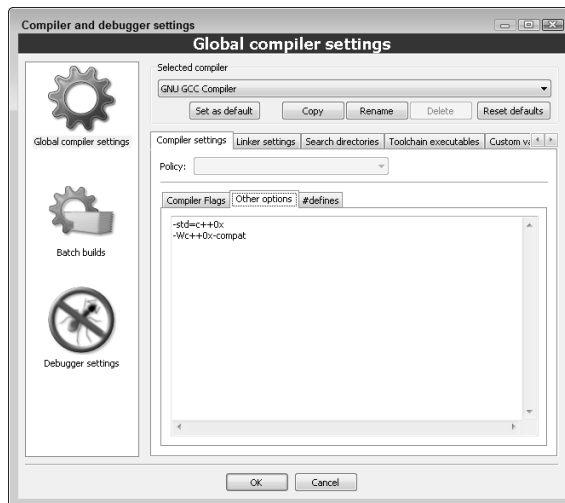 Compiler and debugger settings
Global compiler settings
Selected compiler
GNU GCC Compiler
Set as default Copy Rename Delete Reset defaults
Global compiler settings
Compiler settings Linker settings Search directories Toolchain executables Custom
Policy:
Compiler Flags Other options #defines
-std=c++0x
-Wc++0x-compat
Batch builds
Debugger settings
OK Cancel